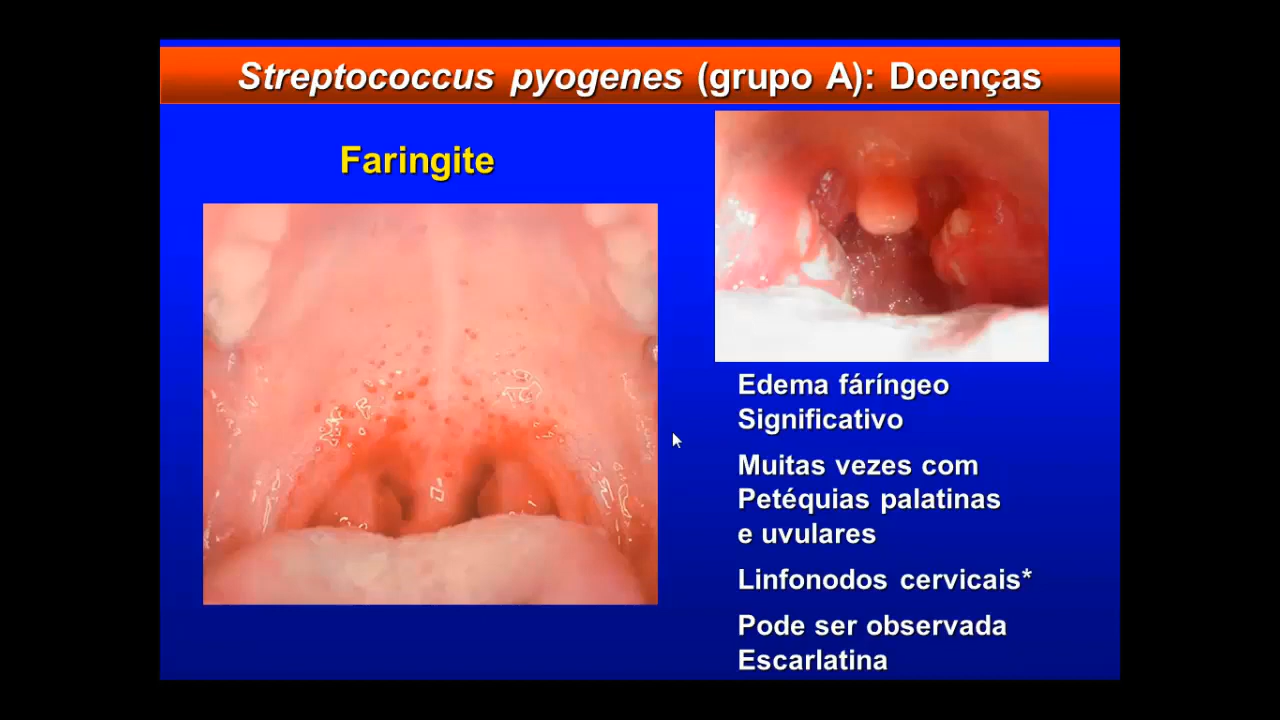 Streptococcus pyogenes (grupo A): Doenças
Faringite
Edema fáríngeo
Significativo
Muitas vezes com
Petéquias palatinas
e uvulares
Linfonodos cervicais*
Pode ser observada
Escarlatina